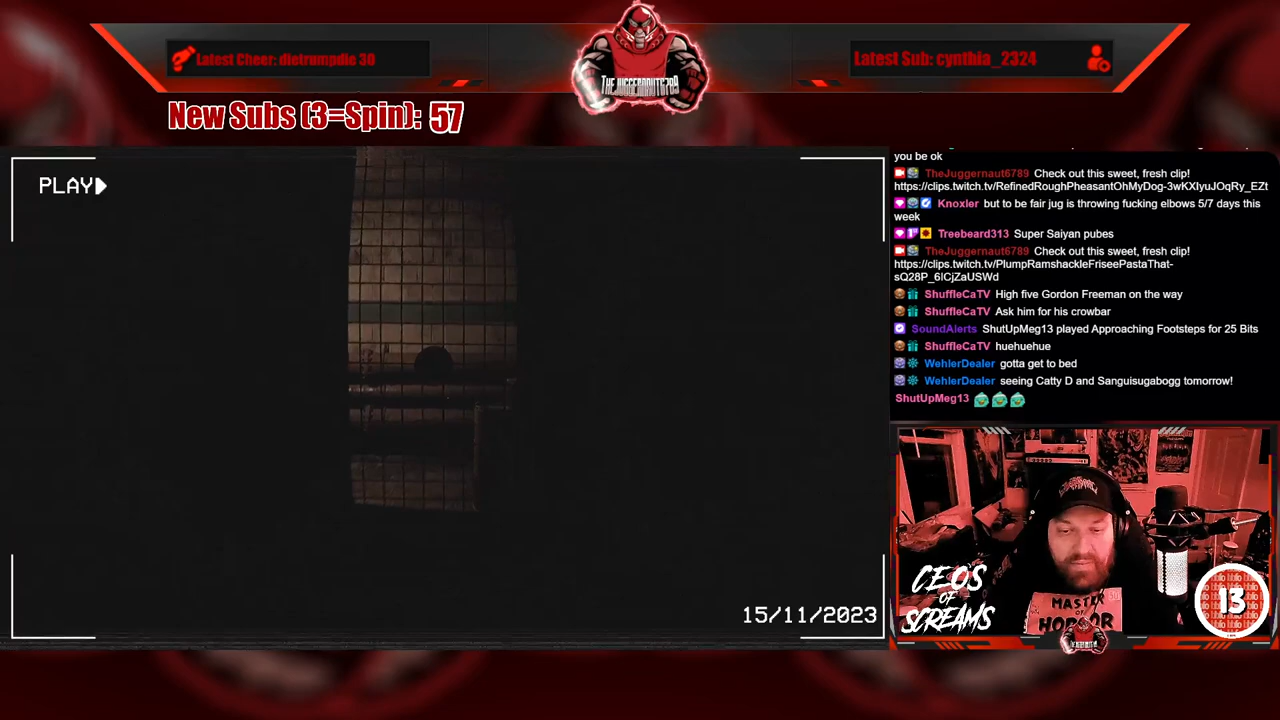 Latest Cheer: dietrumpdie 30
THEJUGGERNAUT6789
Latest Sub: cynthia_2324
New Subs (3=Spin): 57
PLAY
15/11/2023
you be ok
TheJuggernaut6789 Check out this sweet, fresh clip!
https://clips.twitch.tv/RefinedRoughPheasantOhMyDog-3wKXIyuJOqRy_EZt
Knoxler but to be fair jug is throwing fucking elbows 5/7 days this
week
Treebeard313 Super Saiyan pubes
TheJuggernaut6789 Check out this sweet, fresh clip!
https://clips.twitch.tv/PlumpRamshackleFriseePastaThat-
sQ28P_6ICjZaUSWd
ShuffleCaTV High five Gordon Freeman on the way
ShuffleCaTV Ask him for his crowbar
SoundAlerts ShutUpMeg13 played Approaching Footsteps for 25 Bits
ShuffleCaTV huehuehue
WehlerDealer gotta get to bed
WehlerDealer seeing Catty D and Sanguisugabogg tomorrow!
ShutUpMeg13
CEO'S
OF
SCREAMS
MASTER
OF
HORROR
13